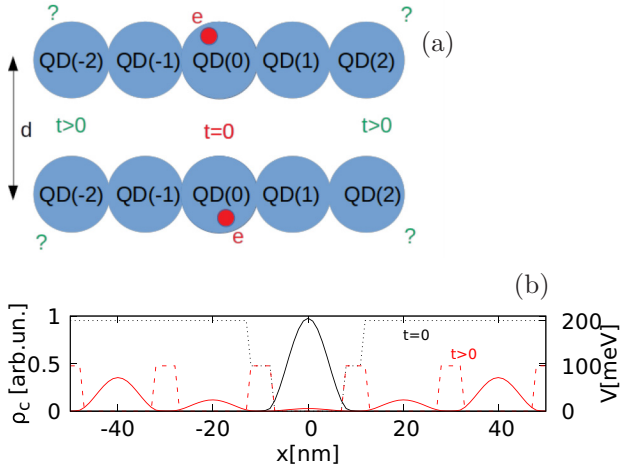 ? ?
e (a)
QD(-2) QD(-1) QD(0) QD(1) QD(2)
d t>0 t=0 t>0
QD(-2) QD(-1) QD(0) QD(1) QD(2)
? e ?
(b)
ρc [arb.un.]
1 200
t=0
t>0
0.5 100
0 0
V[meV]
-40 -20 0 20 40
x[nm]